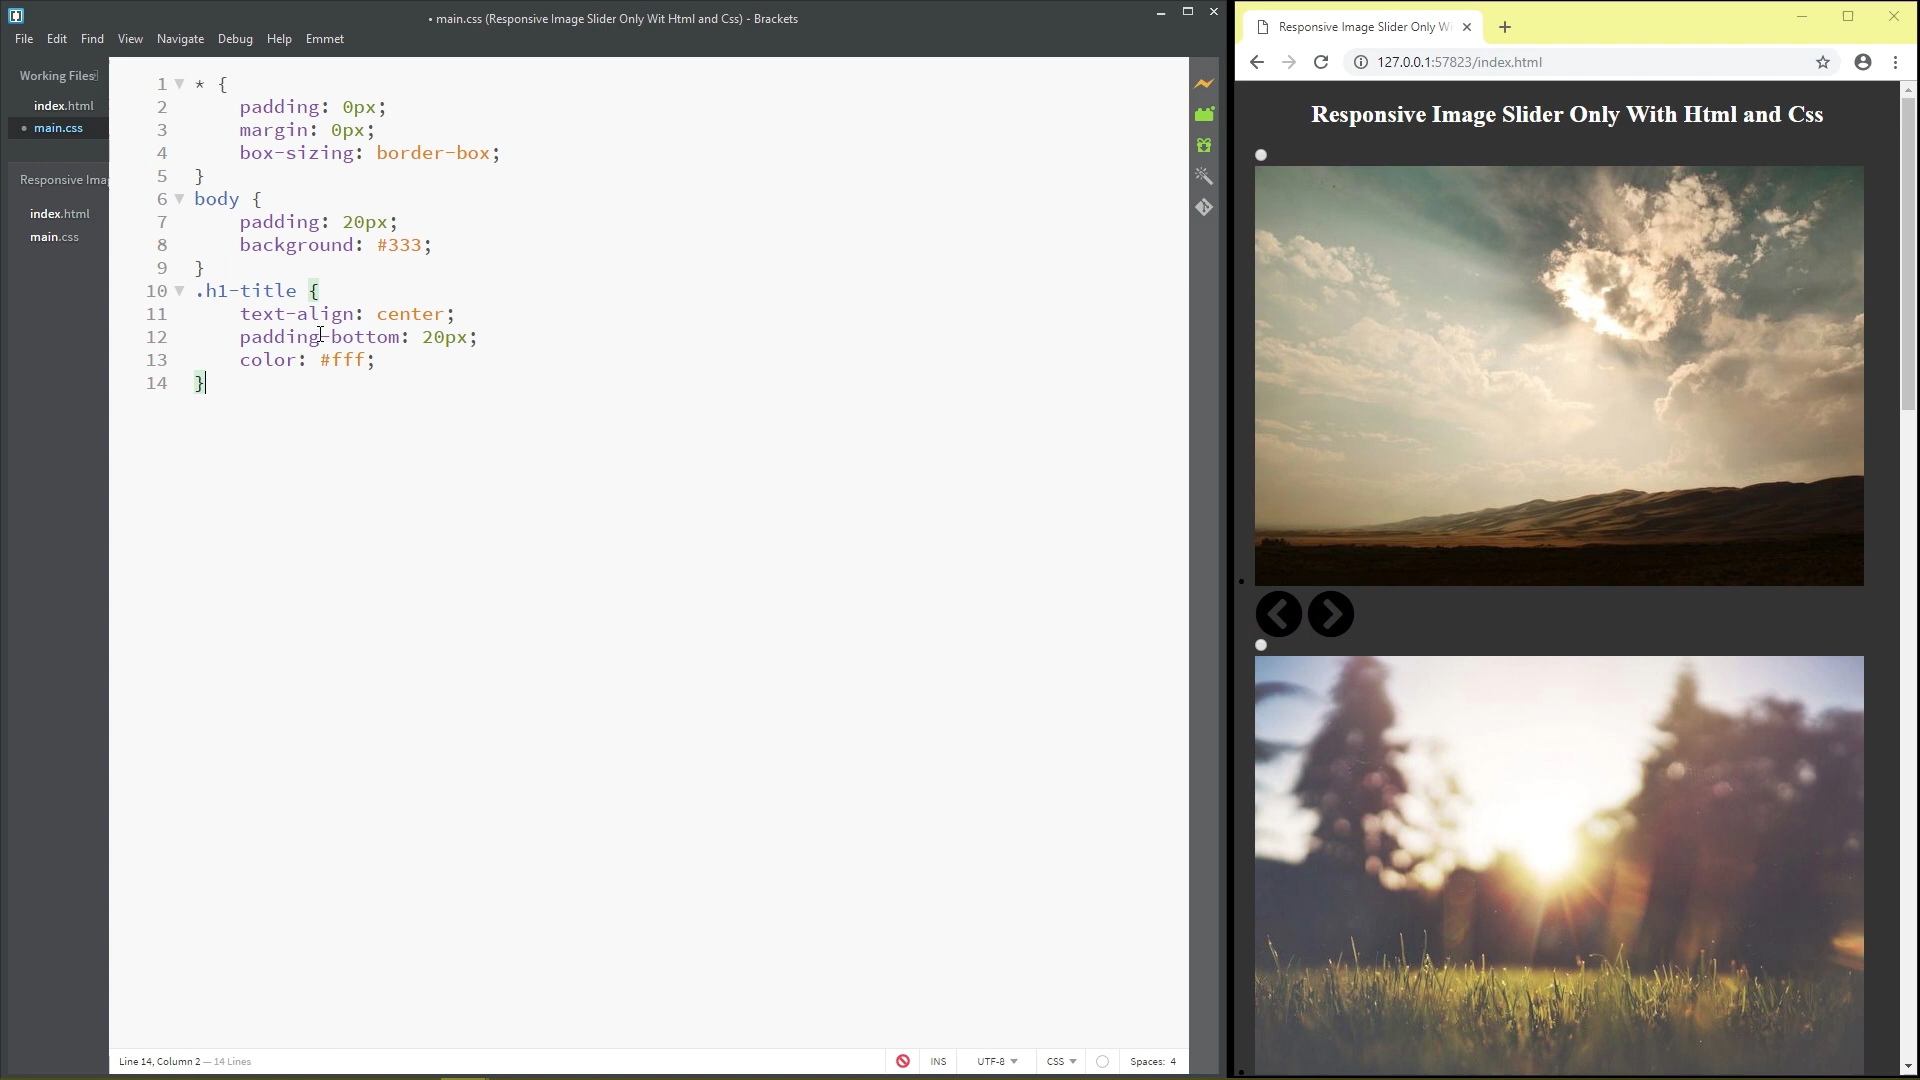 • main.css (Responsive Image Slider Only Wit Html and Css) - Brackets
File Edit Find View Navigate Debug Help Emmet
Working Files
index.html
• main.css
Responsive Ima
index.html
main.css
1 * {
2 padding: 0px;
3 margin: 0px;
4 box-sizing: border-box;
5 }
6 body {
7 padding: 20px;
8 background: #333;
9 }
10 .h1-title {
11 text-align: center;
12 padding-bottom: 20px;
13 color: #fff;
14 }
Line 14, Column 2 — 14 Lines
INS UTF-8 CSS Spaces: 4
Responsive Image Slider Only W
127.0.0.1:57823/index.html
Responsive Image Slider Only With Html and Css